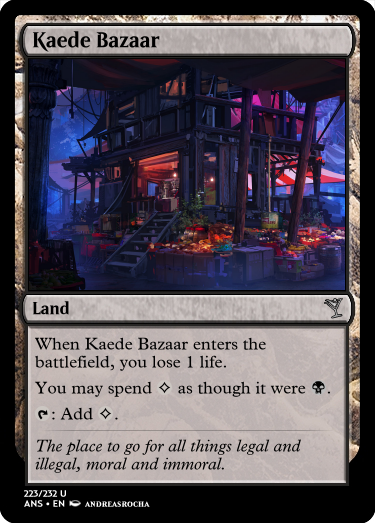 Kaede Bazaar
Land
When Kaede Bazaar enters the
battlefield, you lose 1 life.
You may spend as though it were .
: Add .
The place to go for all things legal and
illegal, moral and immoral.
223/232 U
ANS • EN ANDREASROCHA